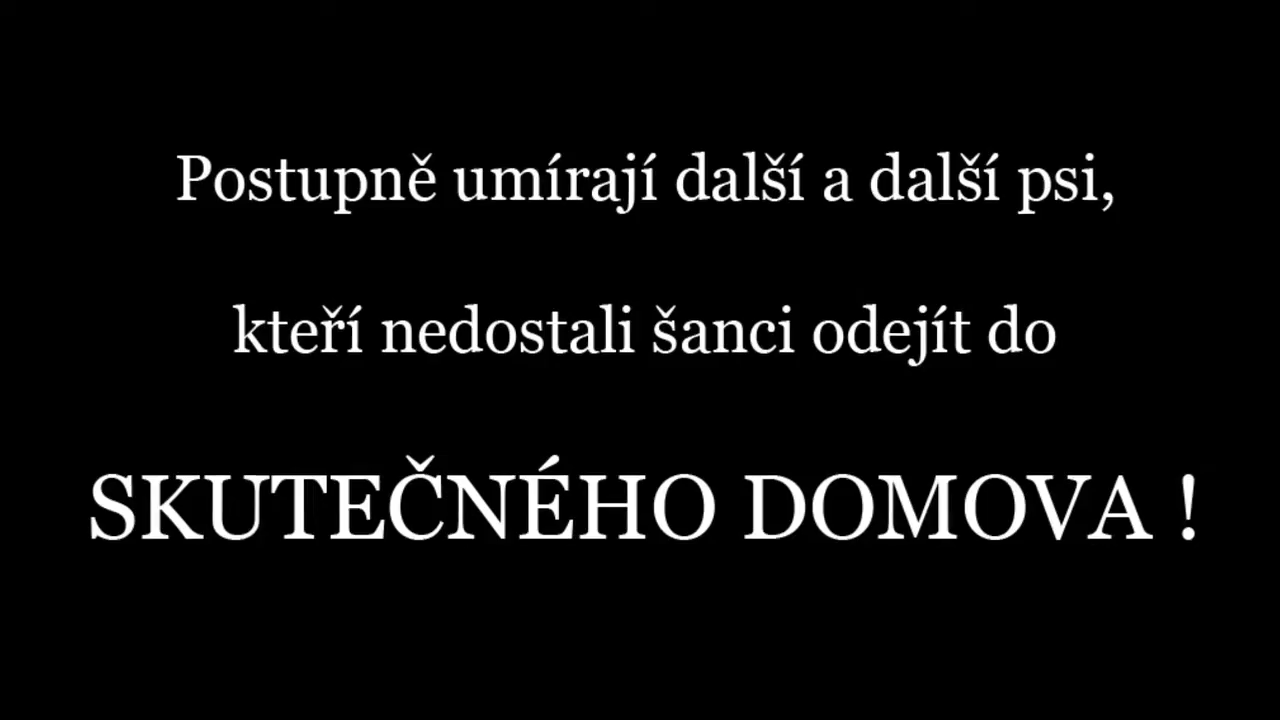 Postupně umírají další a další psi,
kteří nedostali šanci odejít do
SKUTEČNÉHO DOMOVA !